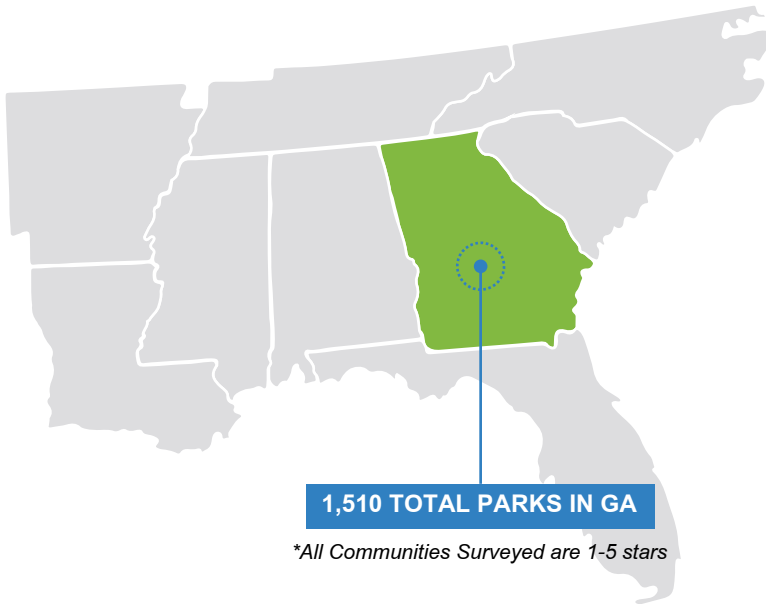 1,510 TOTAL PARKS IN GA
*All Communities Surveyed are 1-5 stars